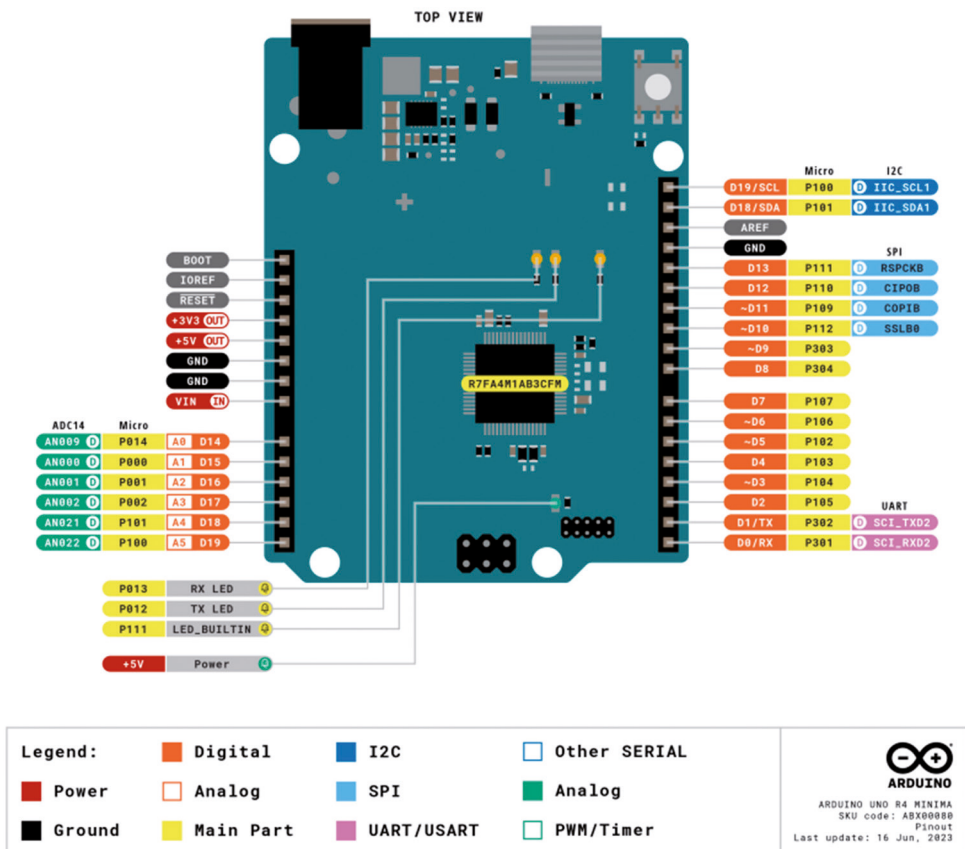 TOP VIEW
Micro I2C
D19/SCL P100 D IIC_SCL1
D18/SDA P101 D IIC_SDA1
AREF
GND
SPI
D13 P111 D RSPCKB
D12 P110 D CIPOB
~D11 P109 D COPIB
~D10 P112 D SSLB0
~D9 P303
D8 P304
D7 P107
~D6 P106
~D5 P102
D4 P103
~D3 P104
D2 P105
UART
D1/TX P302 D SCI_TXD2
D0/RX P301 D SCI_RXD2
BOOT
IOREF
RESET
+3V3 OUT
+5V OUT
GND
GND
VIN IN
ADC14 Micro
AN009 D P014 A0 D14
AN000 D P000 A1 D15
AN001 D P001 A2 D16
AN002 D P002 A3 D17
AN021 D P101 A4 D18
AN022 D P100 A5 D19
R7FA4M1AB3CFM
P013 RX LED
P012 TX LED
P111 LED_BUILTIN
+5V Power
Legend:
Power
Ground
Digital
Analog
Main Part
I2C
SPI
UART/USART
Other SERIAL
Analog
PWM/Timer
ARDUINO
ARDUINO UNO R4 MINIMA
SKU code: ABX00080
Pinout
Last update: 16 Jun, 2023